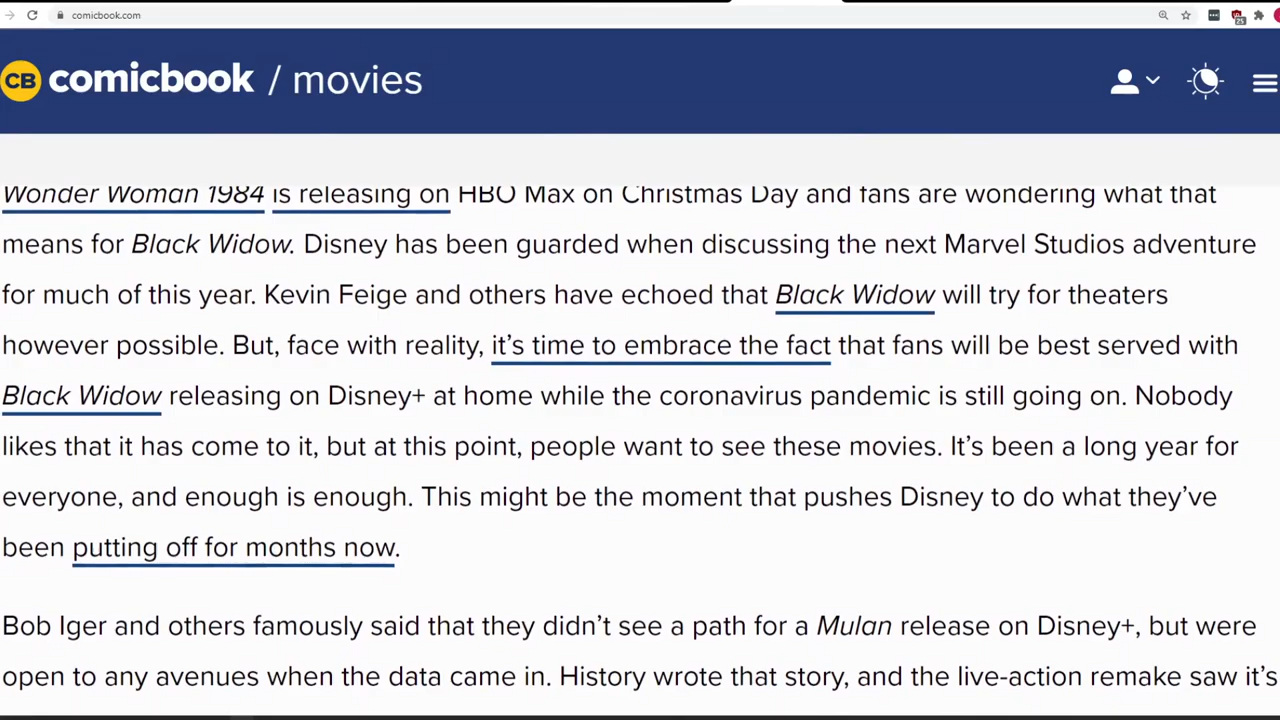 comicbook.com
25
CB comicbook / movies
Wonder Woman 1984 is releasing on HBO Max on Christmas Day and fans are wondering what that
means for Black Widow. Disney has been guarded when discussing the next Marvel Studios adventure
for much of this year. Kevin Feige and others have echoed that Black Widow will try for theaters
however possible. But, face with reality, it’s time to embrace the fact that fans will be best served with
Black Widow releasing on Disney+ at home while the coronavirus pandemic is still going on. Nobody
likes that it has come to it, but at this point, people want to see these movies. It’s been a long year for
everyone, and enough is enough. This might be the moment that pushes Disney to do what they’ve
been putting off for months now.
Bob Iger and others famously said that they didn’t see a path for a Mulan release on Disney+, but were
open to any avenues when the data came in. History wrote that story, and the live-action remake saw it’s